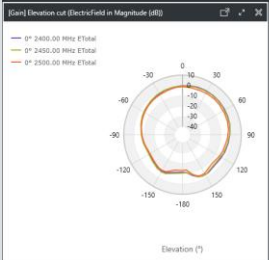 [Gain] Elevation cut (ElectricField in Magnitude (dB))
0° 2400.00 MHz ETotal
0° 2450.00 MHz ETotal
0° 2500.00 MHz ETotal
0
-30 10 30
0
-10
-60 -20 60
-30
-40
-90 90
-120 120
-150 150
-180
Elevation (°)